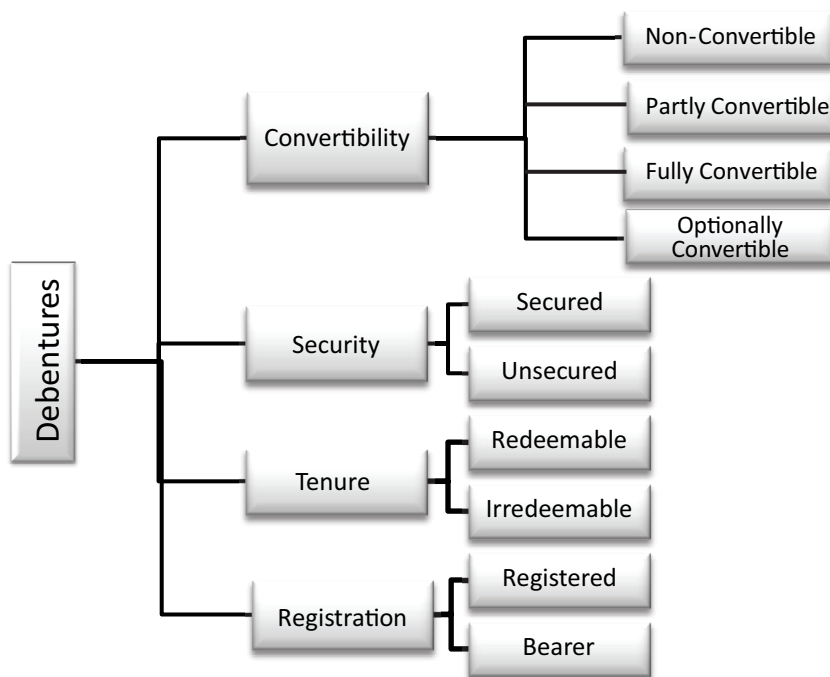 Debentures
Convertibility
Non-Convertible
Partly Convertible
Fully Convertible
Optionally
Convertible
Security
Secured
Unsecured
Tenure
Redeemable
Irredeemable
Registration
Registered
Bearer